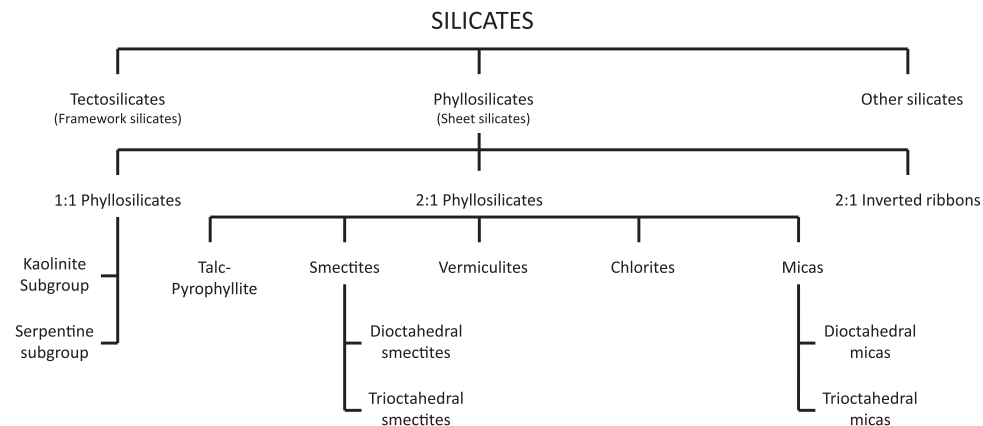 SILICATES
Tectosilicates
(Framework silicates)
Phyllosilicates
(Sheet silicates)
Other silicates
1:1 Phyllosilicates
2:1 Phyllosilicates
2:1 Inverted ribbons
Kaolinite
Subgroup
Serpentine
subgroup
Talc-
Pyrophyllite
Smectites
Vermiculites
Chlorites
Micas
Dioctahedral
smectites
Trioctahedral
smectites
Dioctahedral
micas
Trioctahedral
micas